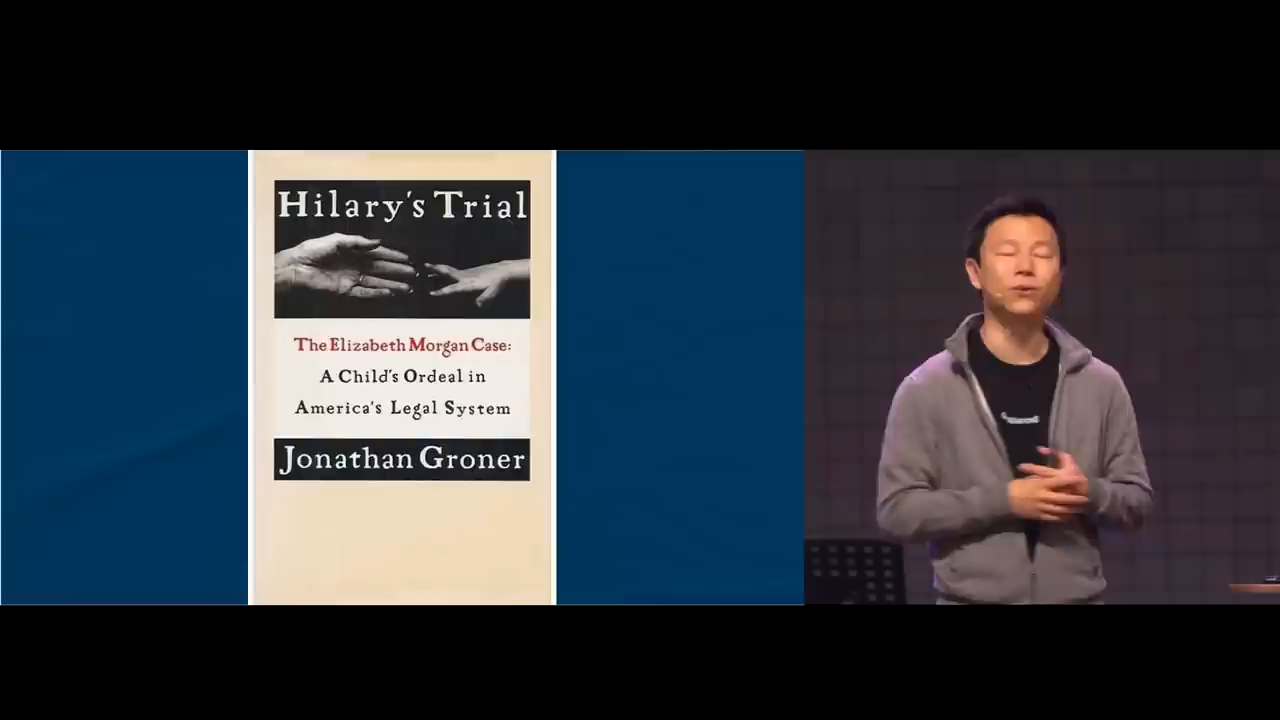 Hilary's Trial
The Elizabeth Morgan Case:
A Child's Ordeal in
America's Legal System
Jonathan Groner